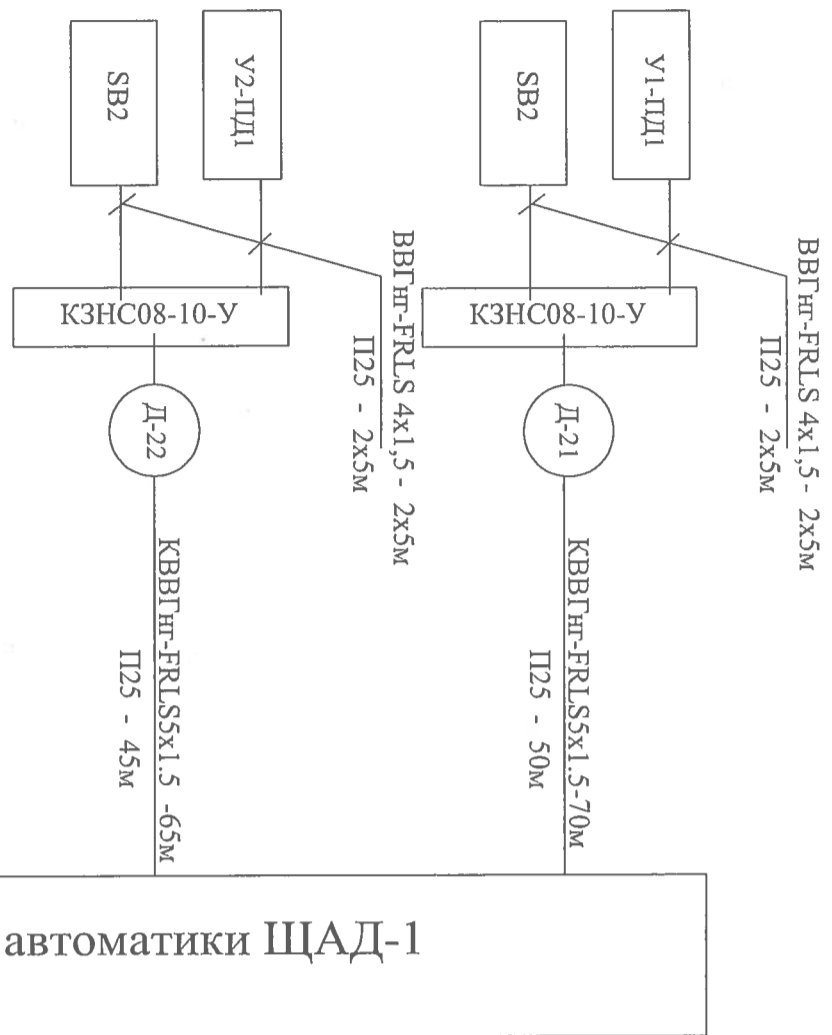 SB2
У2-ПД1
SB2
У1-ПД1
ВВГнг-FRLS 4х1,5 - 2х5м
П25 - 2х5м
ВВГнг-FRLS 4х1,5 - 2х5м
П25 - 2х5м
КЗНС08-10-У
КЗНС08-10-У
Д-22
Д-21
КВВГнг-FRLS5х1.5 -65м
П25 - 45м
КВВГнг-FRLS5х1.5-70м
П25 - 50м
автоматики ЩАД-1